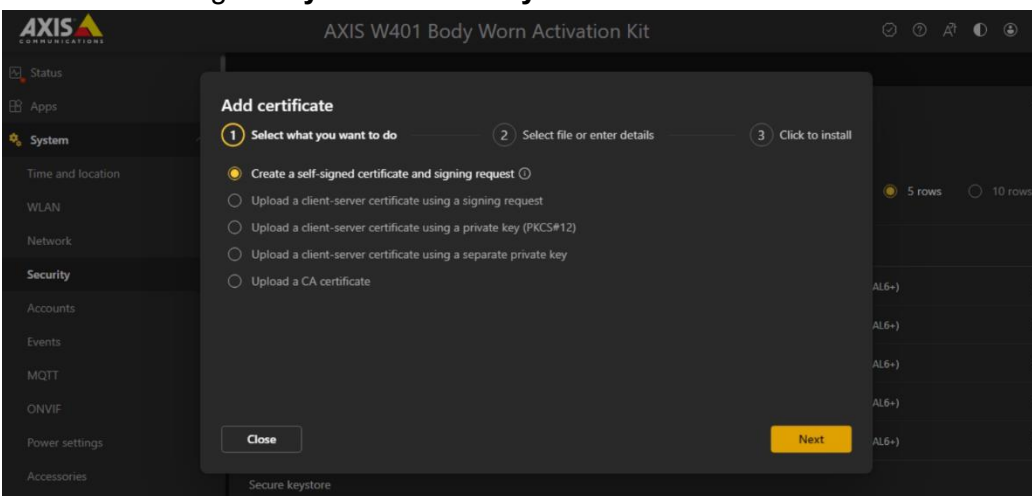 AXIS
COMMUNICATIONS
AXIS W401 Body Worn Activation Kit
Status
Apps
System
Time and location
WLAN
Network
Security
Accounts
Events
MQTT
ONVIF
Power settings
Accessories
Add certificate
1 Select what you want to do
2 Select file or enter details
3 Click to install
Create a self-signed certificate and signing request
Upload a client-server certificate using a signing request
Upload a client-server certificate using a private key (PKCS#12)
Upload a client-server certificate using a separate private key
Upload a CA certificate
Close
Next
5 rows
10 rows
AL6+)
AL6+)
AL6+)
AL6+)
AL6+)
Secure keystore